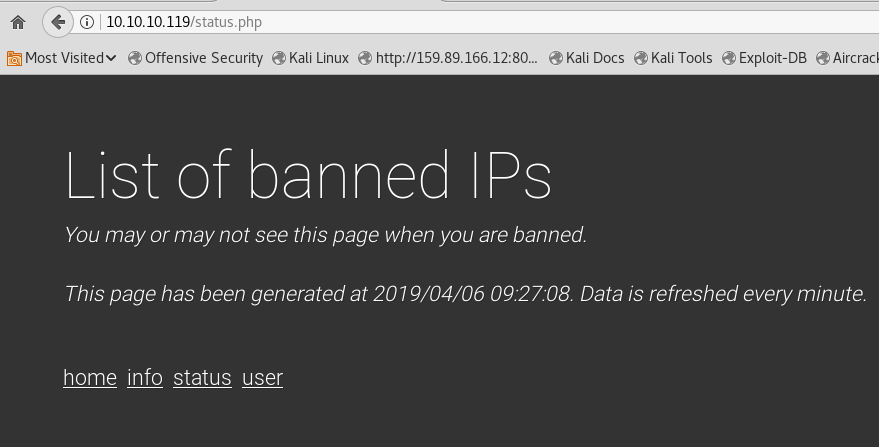 10.10.10.119/status.php
Most Visited Offensive Security Kali Linux http://159.89.166.12:80... Kali Docs Kali Tools Exploit-DB Aircrack
List of banned IPs
You may or may not see this page when you are banned.
This page has been generated at 2019/04/06 09:27:08. Data is refreshed every minute.
home info status user